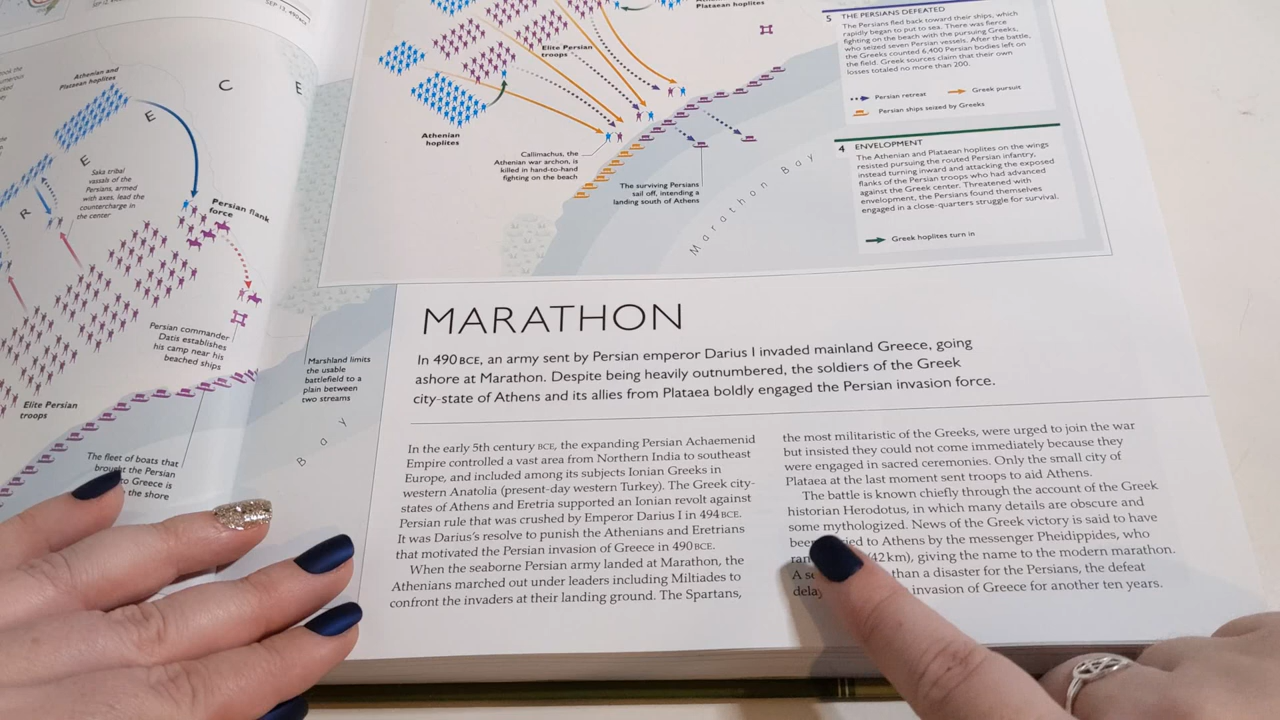 SEP 13, 490 BCE
Athenian and
Plataean hoplites
C
E
E
E
R
Saka tribal
vassals of the
Persians, armed
with axes, lead the
countercharge in
the center
Persian flank
force
Persian commander
Datis establishes
his camp near his
beached ships
Elite Persian
troops
The fleet of boats that
the Persian
to Greece is
the shore
Marshland limits
the usable
battlefield to a
plain between
two streams
B a y
Plataean hoplites
Elite Persian
troops
Athenian
hoplites
Callimachus, the
Athenian war archon, is
killed in hand-to-hand
fighting on the beach
The surviving Persians
sail off, intending a
landing south of Athens
Marathon Bay
5 THE PERSIANS DEFEATED
The Persians fled back toward their ships, which
rapidly began to put to sea. There was fierce
fighting on the beach with the pursuing Greeks,
who seized seven Persian vessels. After the battle,
the Greeks counted 6,400 Persian bodies left on
the field. Greek sources claim that their own
losses totaled no more than 200.
Persian retreat
Greek pursuit
Persian ships seized by Greeks
4 ENVELOPMENT
The Athenian and Plataean hoplites on the wings
resisted pursuing the routed Persian infantry,
instead turning inward and attacking the exposed
flanks of the Persian troops who had advanced
against the Greek center. Threatened with
envelopment, the Persians found themselves
engaged in a close-quarters struggle for survival.
Greek hoplites turn in
MARATHON
In 490 BCE, an army sent by Persian emperor Darius I invaded mainland Greece, going
ashore at Marathon. Despite being heavily outnumbered, the soldiers of the Greek
city-state of Athens and its allies from Plataea boldly engaged the Persian invasion force.
In the early 5th century BCE, the expanding Persian Achaemenid
Empire controlled a vast area from Northern India to southeast
Europe, and included among its subjects Ionian Greeks in
western Anatolia (present-day western Turkey). The Greek city-
states of Athens and Eretria supported an Ionian revolt against
Persian rule that was crushed by Emperor Darius I in 494 BCE.
It was Darius's resolve to punish the Athenians and Eretrians
that motivated the Persian invasion of Greece in 490 BCE.
When the seaborne Persian army landed at Marathon, the
Athenians marched out under leaders including Miltiades to
confront the invaders at their landing ground. The Spartans,
the most militaristic of the Greeks, were urged to join the war
but insisted they could not come immediately because they
were engaged in sacred ceremonies. Only the small city of
Plataea at the last moment sent troops to aid Athens.
The battle is known chiefly through the account of the Greek
historian Herodotus, in which many details are obscure and
some mythologized. News of the Greek victory is said to have
been to Athens by the messenger Pheidippides, who
ran (42 km), giving the name to the modern marathon.
A than a disaster for the Persians, the defeat
invasion of Greece for another ten years.